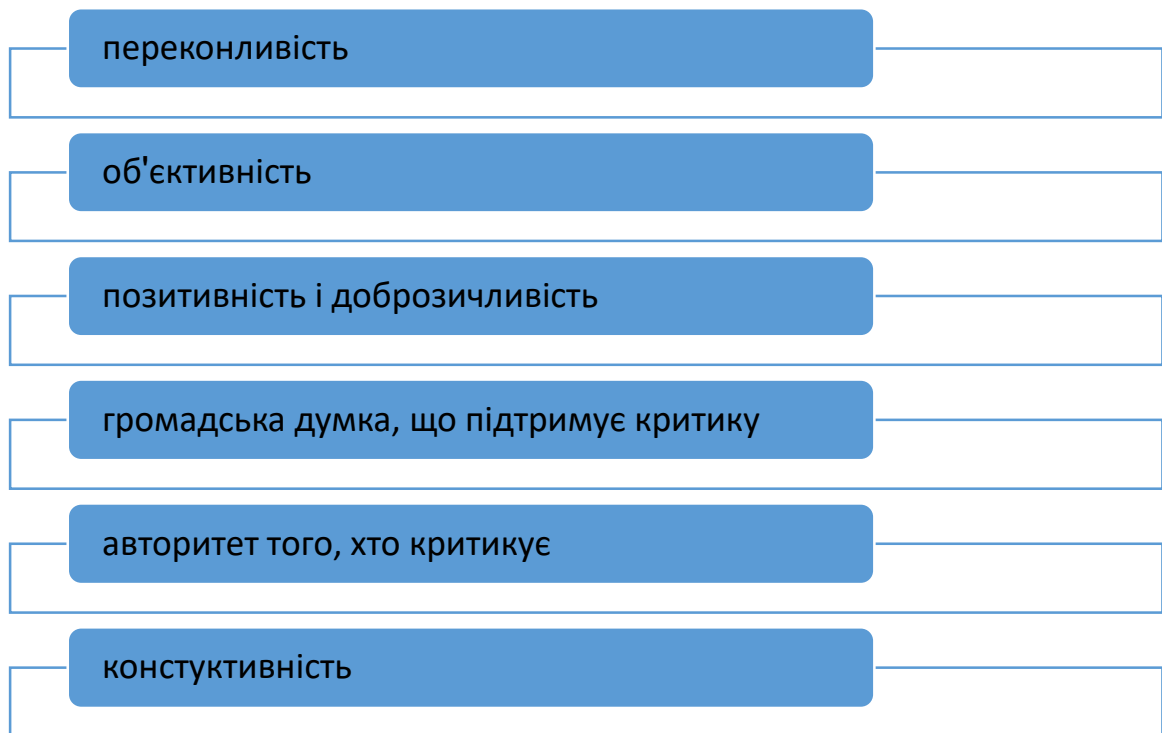 переконливість
об'єктивність
позитивність і доброзичливість
громадська думка, що підтримує критику
авторитет того, хто критикує
констуктивність